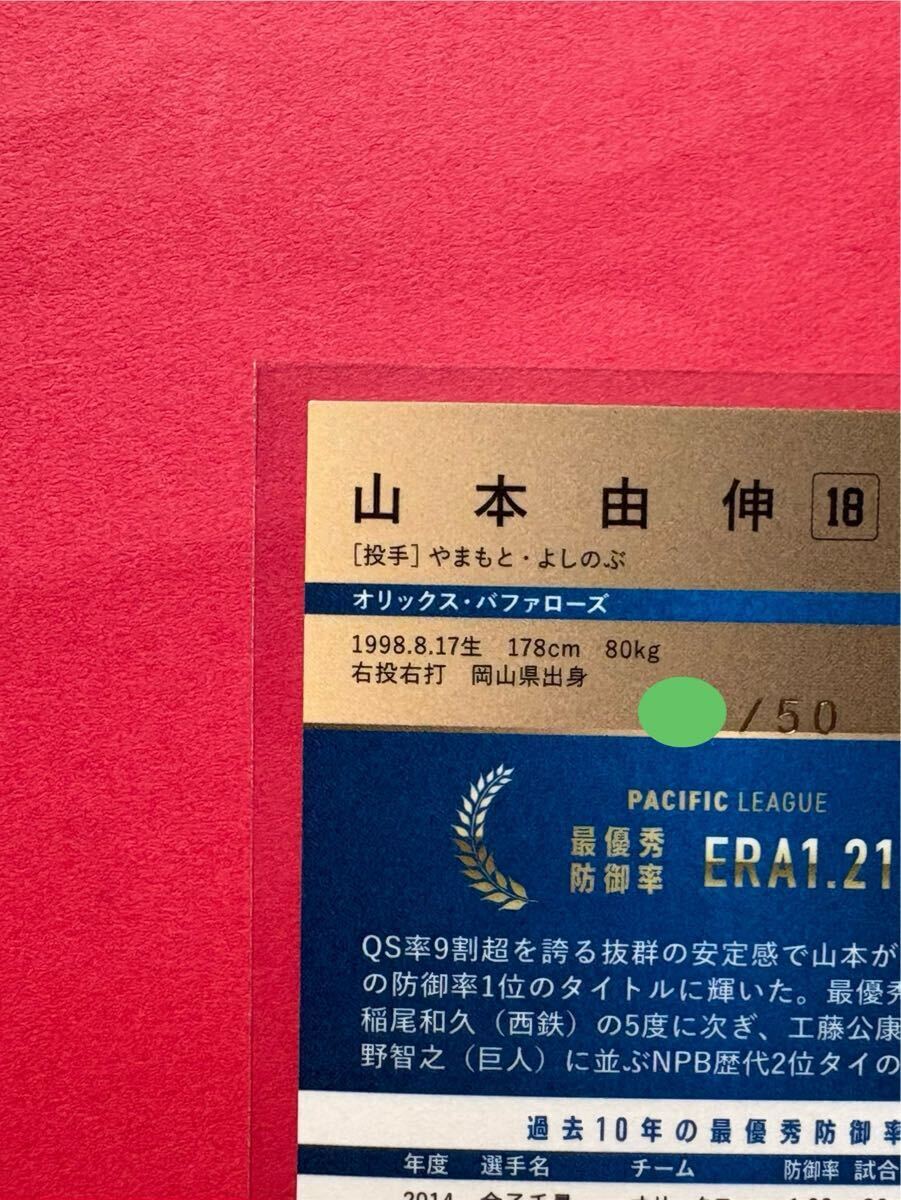 山本由伸 18
[投手] やまもと・よしのぶ
オリックス・バファローズ
1998.8.17生 178cm 80kg
右投右打 岡山県出身
/50
PACIFIC LEAGUE
最優秀
防御率
ERA1.21
QS率9割超を誇る抜群の安定感で山本が
の防御率1位のタイトルに輝いた。最優
稲尾和久（西鉄）の5度に次ぎ、工藤公康
野智之（巨人）に並ぶNPB歴代2位タイの
過去10年の最優秀防御率
年度 選手名 チーム 防御率 試合
2014